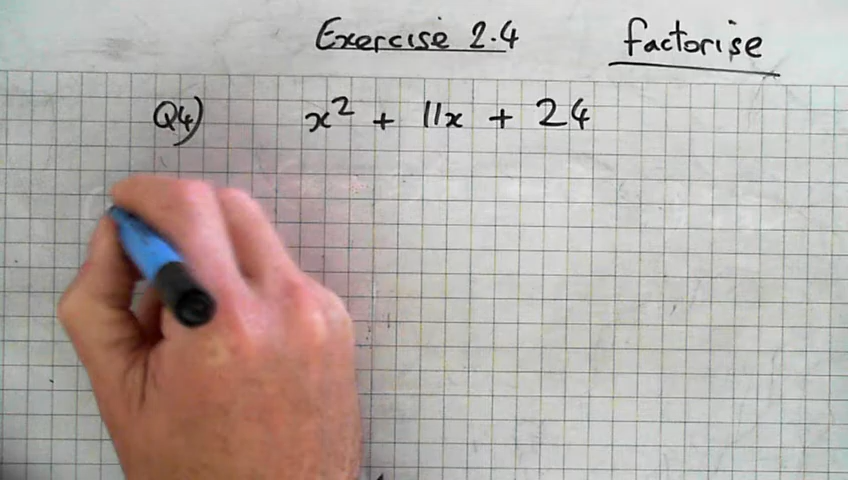 Exercise 2.4 factorise
Q4) x² + 11x + 24